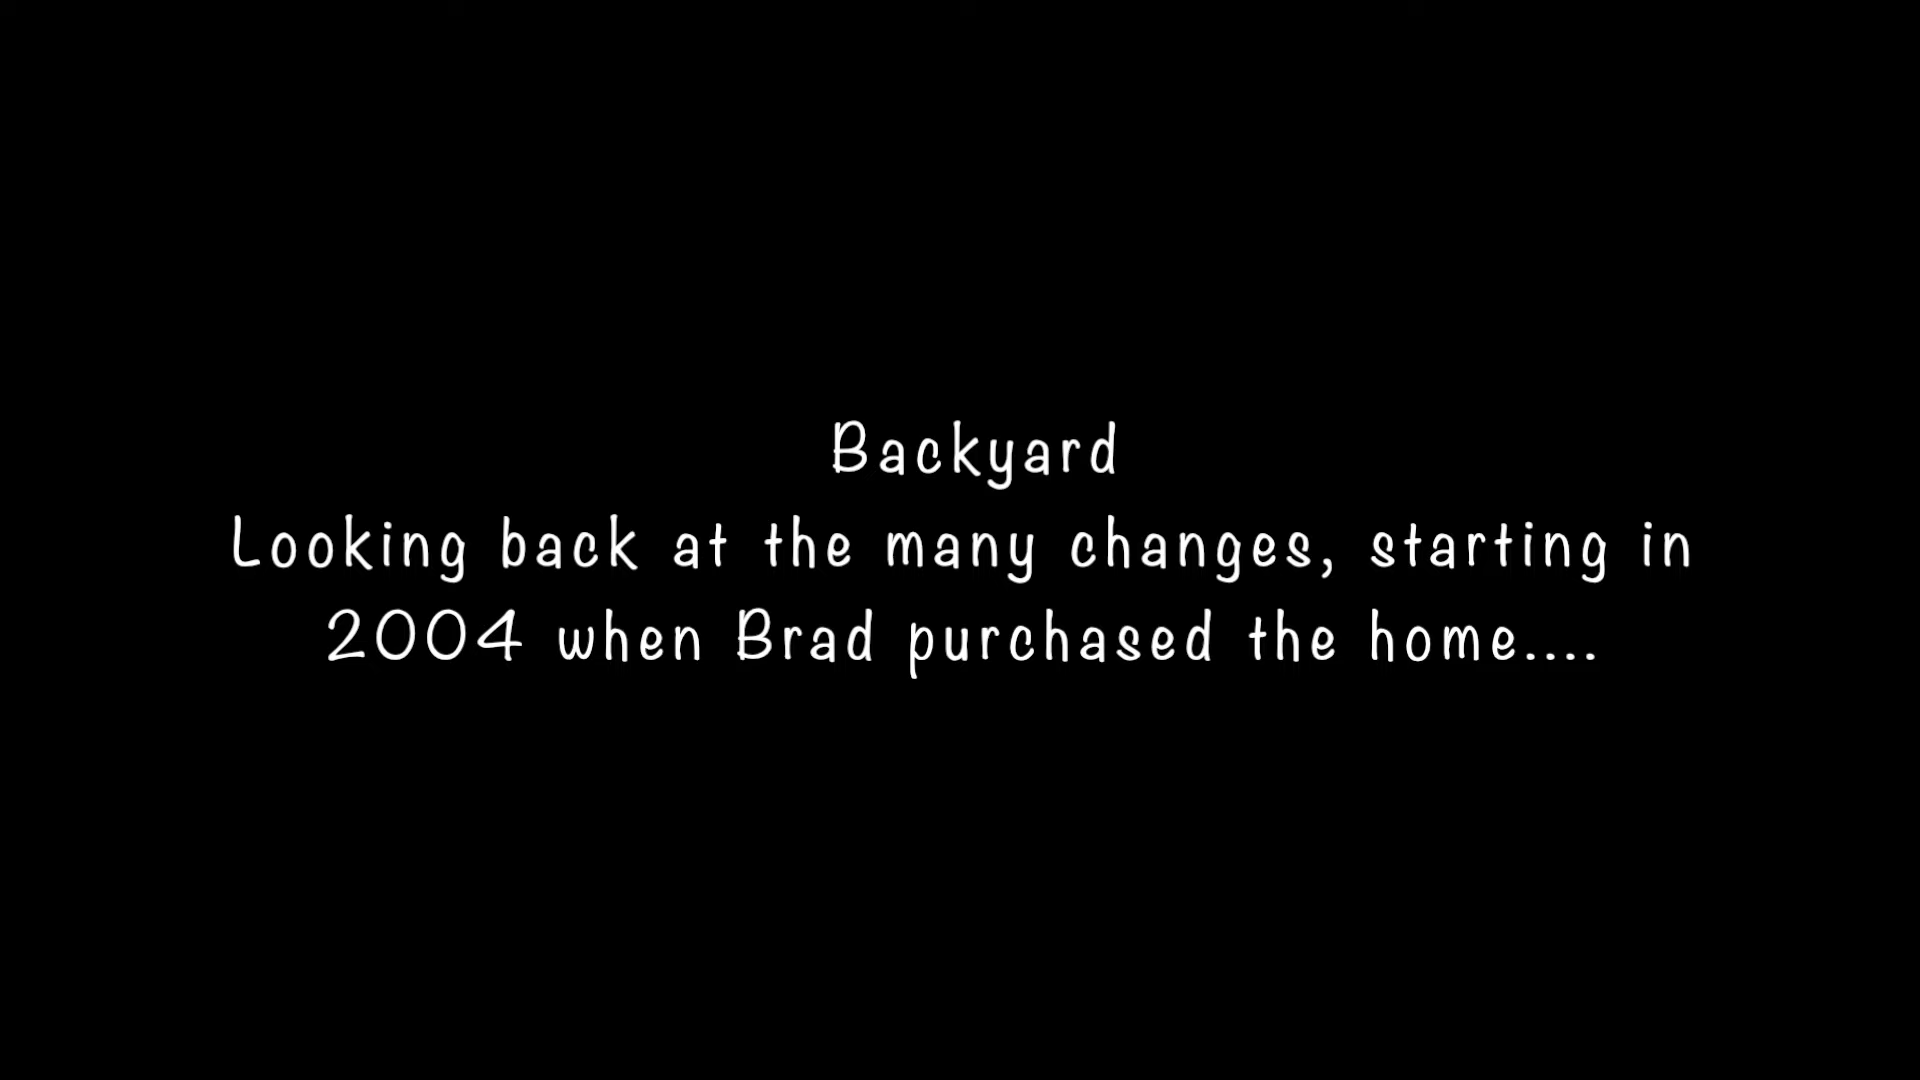 Backyard
Looking back at the many changes, starting in
2004 when Brad purchased the home....